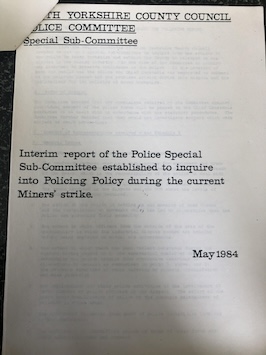 TH YORKSHIRE COUNTY COUNCIL
OLICE COMMITTEE
Special Sub-Committee
Interim report of the Police Special
Sub-Committee established to inquire
into Policing Policy during the current
Miners' strike.
May 1984